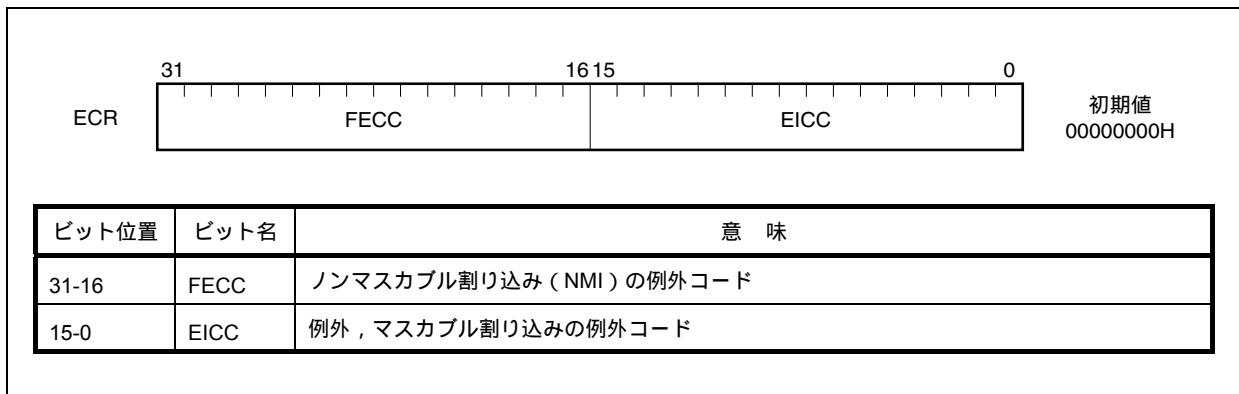 31 16 15 0
ECR FECC EICC 初期値
00000000H
ビット位置 ビット名 意 味
31-16 FECC ノンマスカブル割り込み(NMI)の例外コード
15-0 EICC 例外,マスカブル割り込みの例外コード